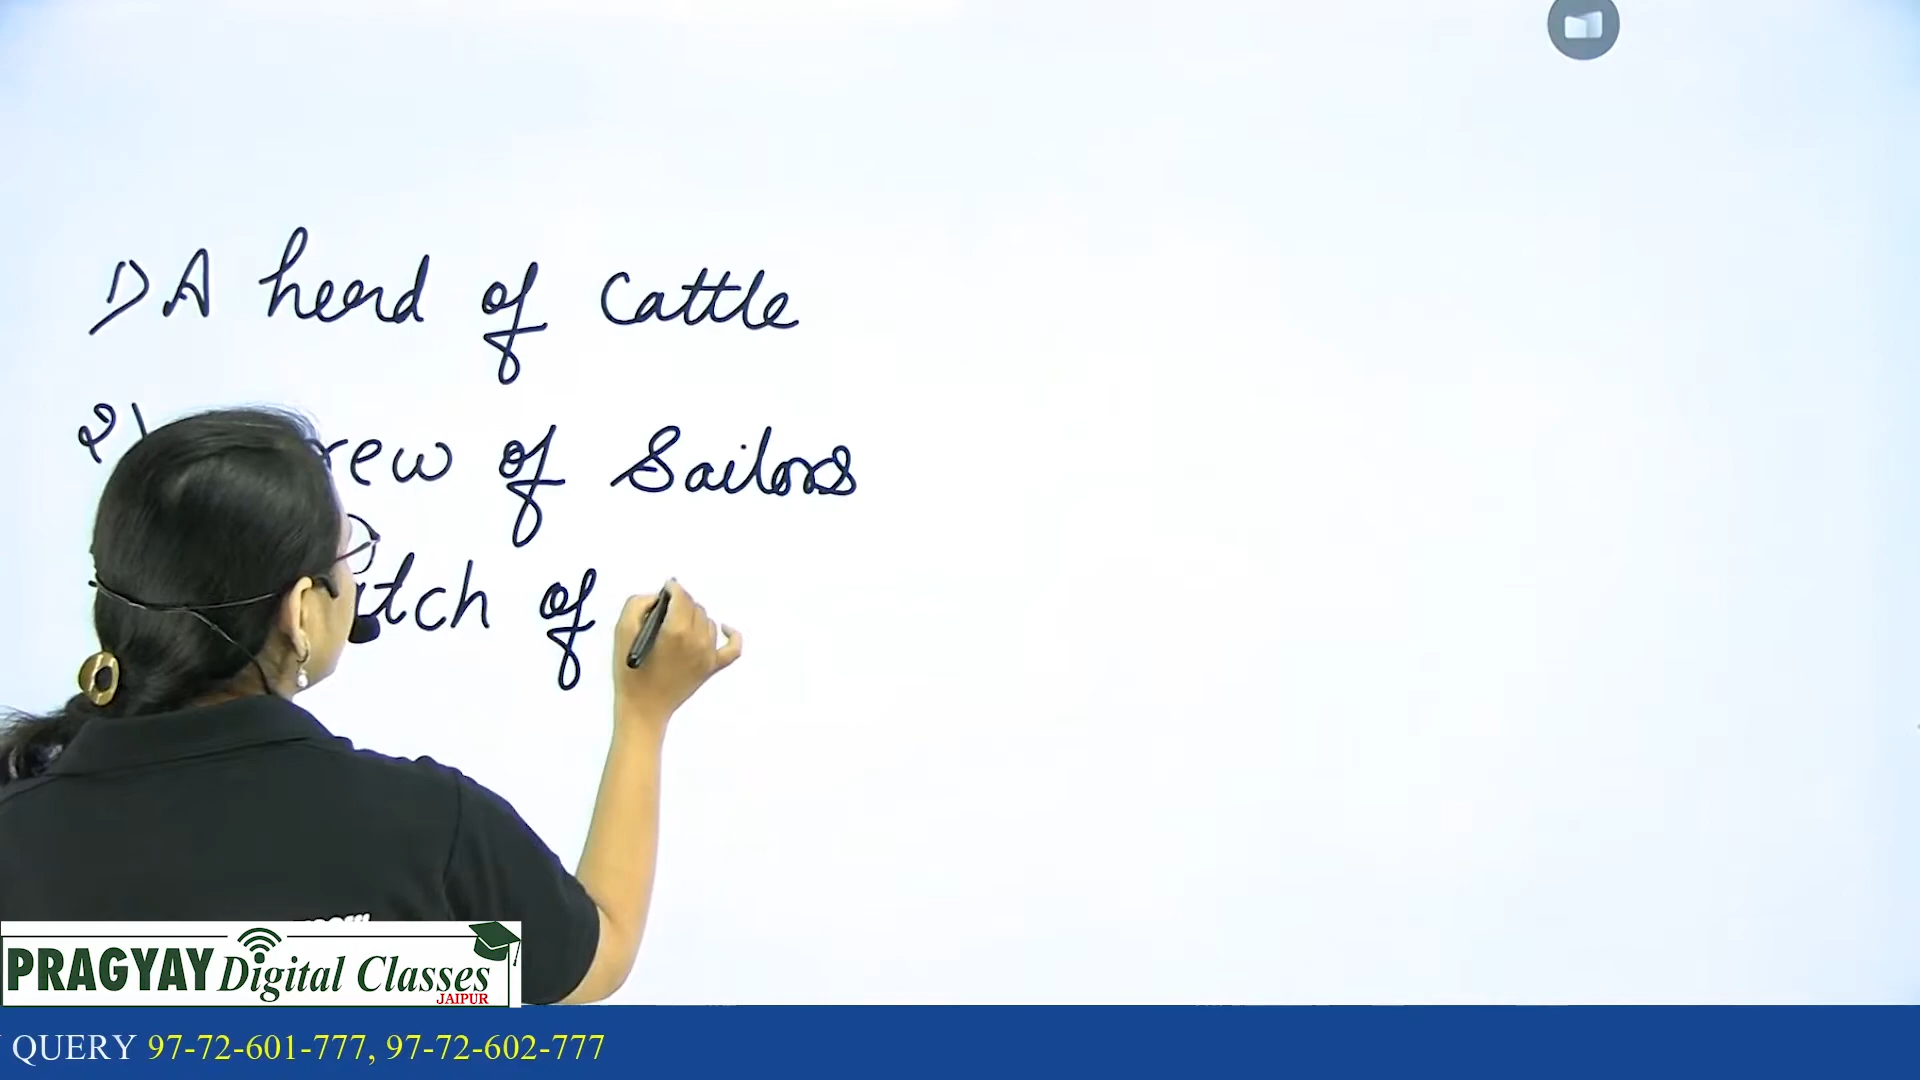 1) A herd of Cattle
2) rew of Sailors
tch of
PRAGYAY Digital Classes
JAIPUR
QUERY 97-72-601-777, 97-72-602-777